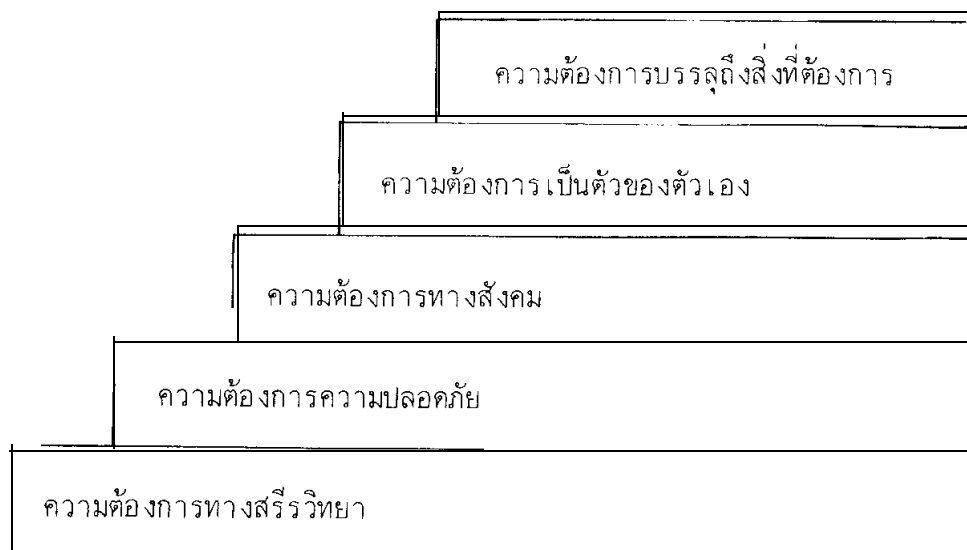 ความต้องการบรรลุถึงสิ่งที่ต้องการ
ความต้องการเป็นตัวของตัวเอง
ความต้องการทางสังคม
ความต้องการความปลอดภัย
ความต้องการทางสรีรวิทยา